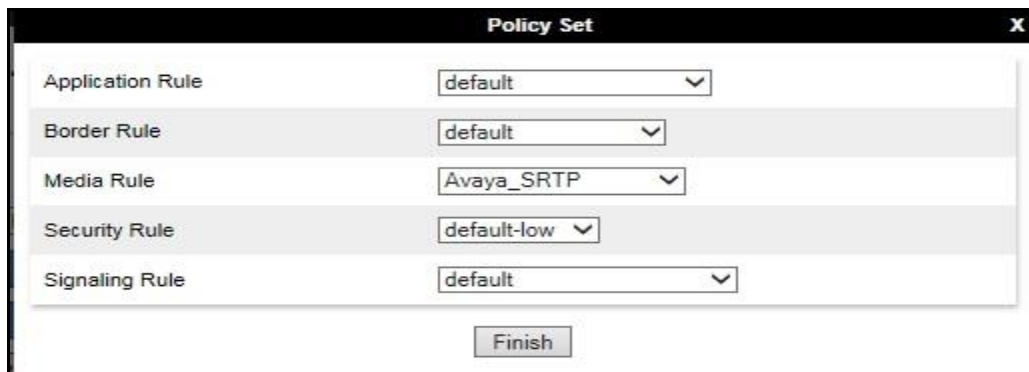 Policy Set X
Application Rule default
Border Rule default
Media Rule Avaya_SRTP
Security Rule default-low
Signaling Rule default
Finish